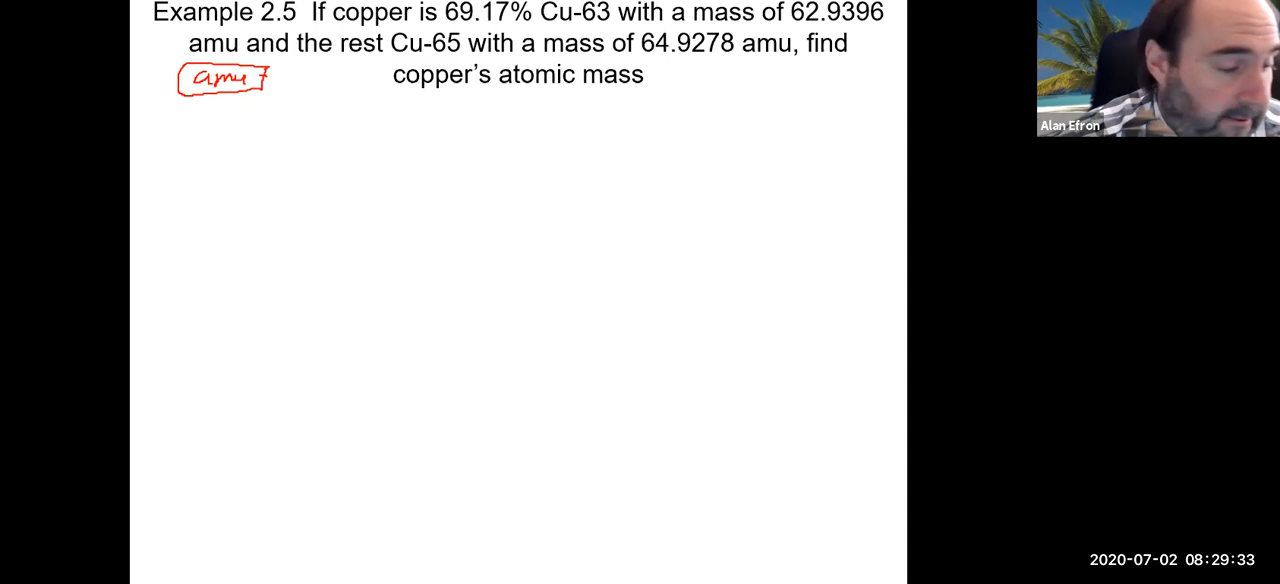 Example 2.5 If copper is 69.17% Cu-63 with a mass of 62.9396
amu and the rest Cu-65 with a mass of 64.9278 amu, find
copper’s atomic mass
amu
Alan Efron
2020-07-02 08:29:33